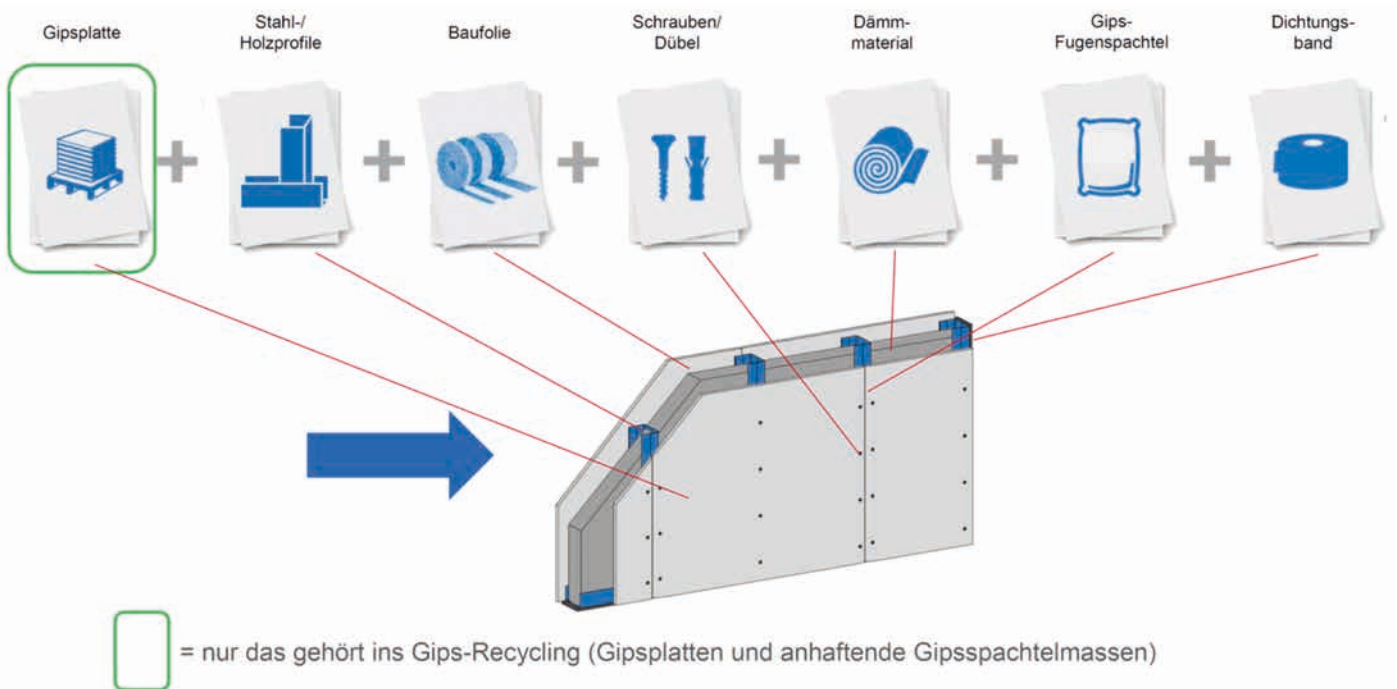 Gipsplatte
Stahl-/
Holzprofile
Baufolie
Schrauben/
Dübel
Dämm-
material
Gips-
Fugenspachtel
Dichtungs-
band
= nur das gehört ins Gips-Recycling (Gipsplatten und anhaftende Gipsspachtelmassen)